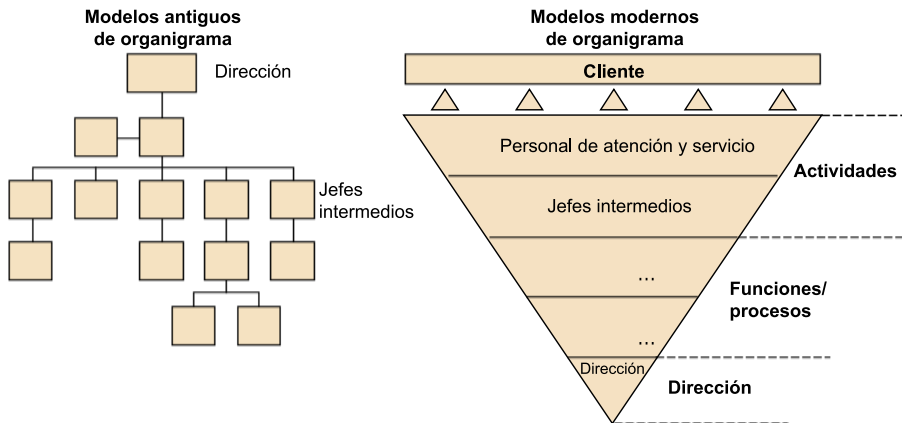 Modelos antiguos
de organigrama
Dirección
Jefes
intermedios
Modelos modernos
de organigrama
Cliente
Personal de atención y servicio
Jefes intermedios
...
...
Dirección
Actividades
Funciones/
procesos
Dirección